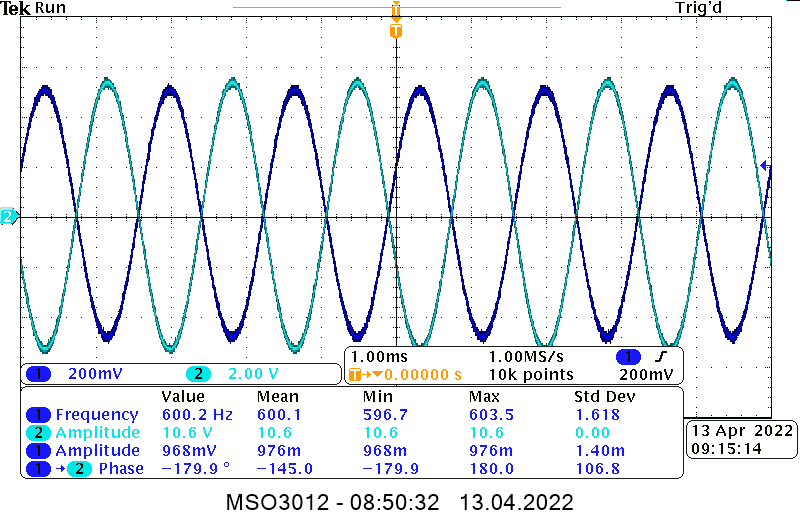 Tek Run Trig'd
T
T
2
1 200mV 2 2.00 V
1.00ms 1.00MS/s 1
T→▼0.00000 s 10k points 200mV
Value Mean Min Max Std Dev
1 Frequency 600.2 Hz 600.1 596.7 603.5 1.618
2 Amplitude 10.6 V 10.6 10.6 10.6 0.00
1 Amplitude 968mV 976m 968m 976m 1.40m
1→2 Phase −179.9 ° −145.0 −179.9 180.0 106.8
13 Apr 2022
09:15:14
MSO3012 - 08:50:32 13.04.2022